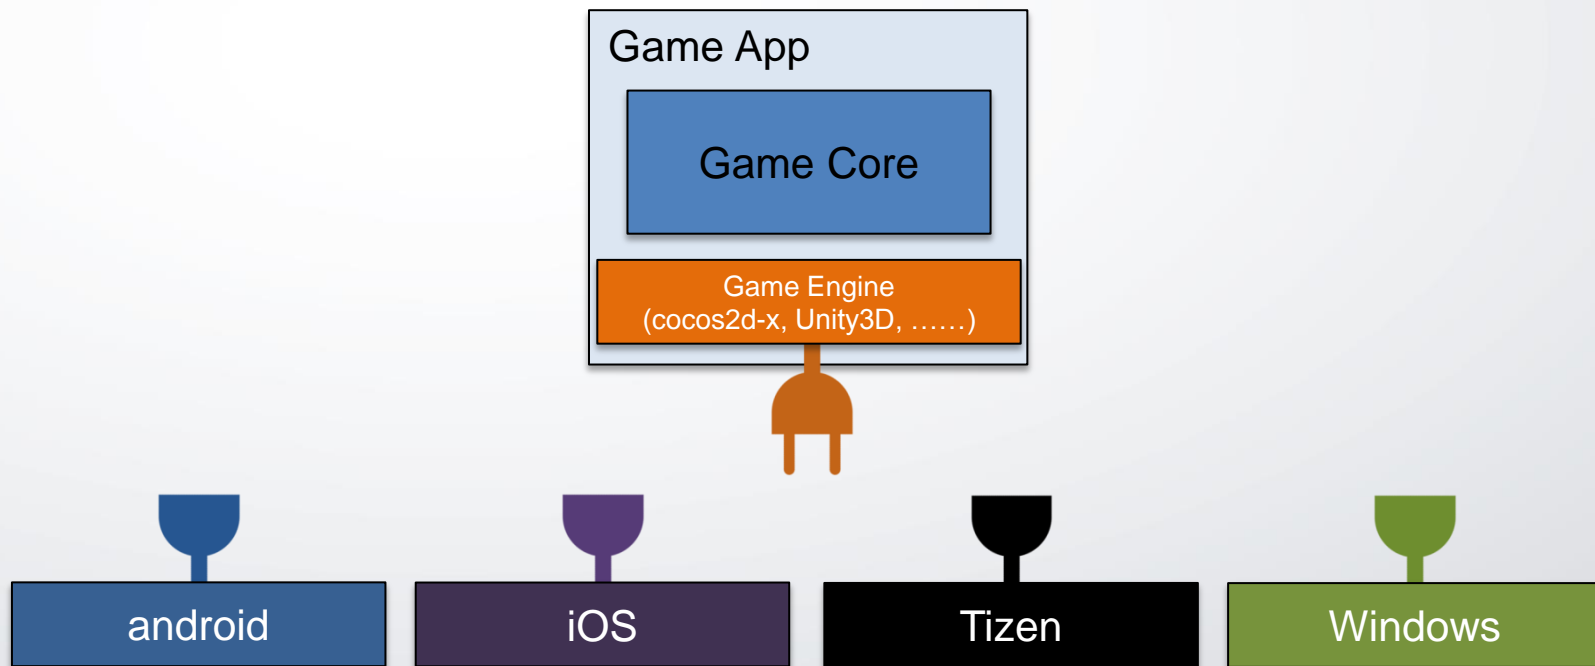 Game App
Game Core
Game Engine
(cocos2d-x, Unity3D, ……)
android
iOS
Tizen
Windows